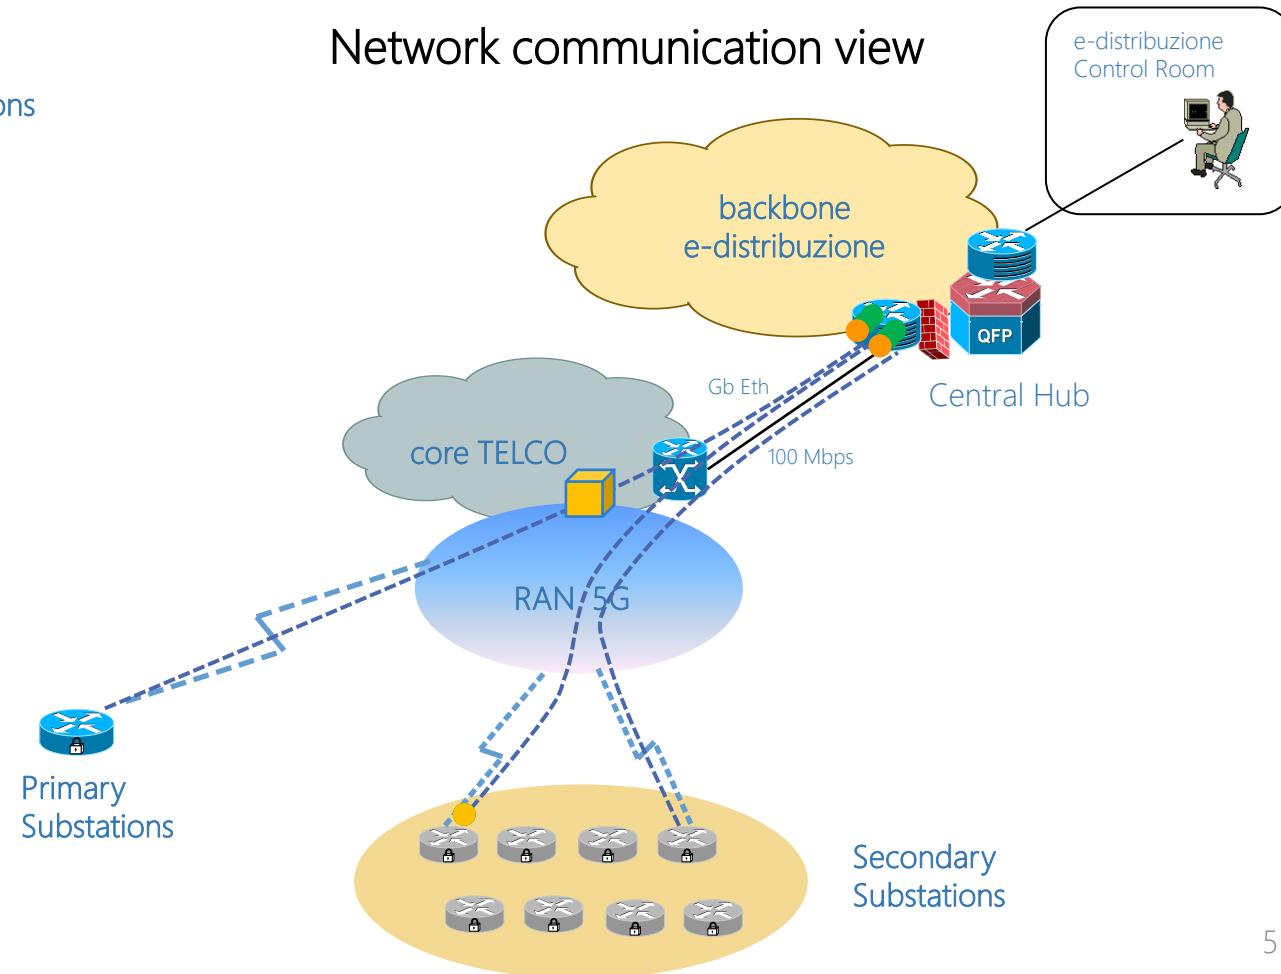 Network communication view
e-distribuzione
Control Room
ons
backbone
e-distribuzione
QFP
Central Hub
Gb Eth
core TELCO
100 Mbps
RAN 5G
Primary
Substations
Secondary
Substations
5